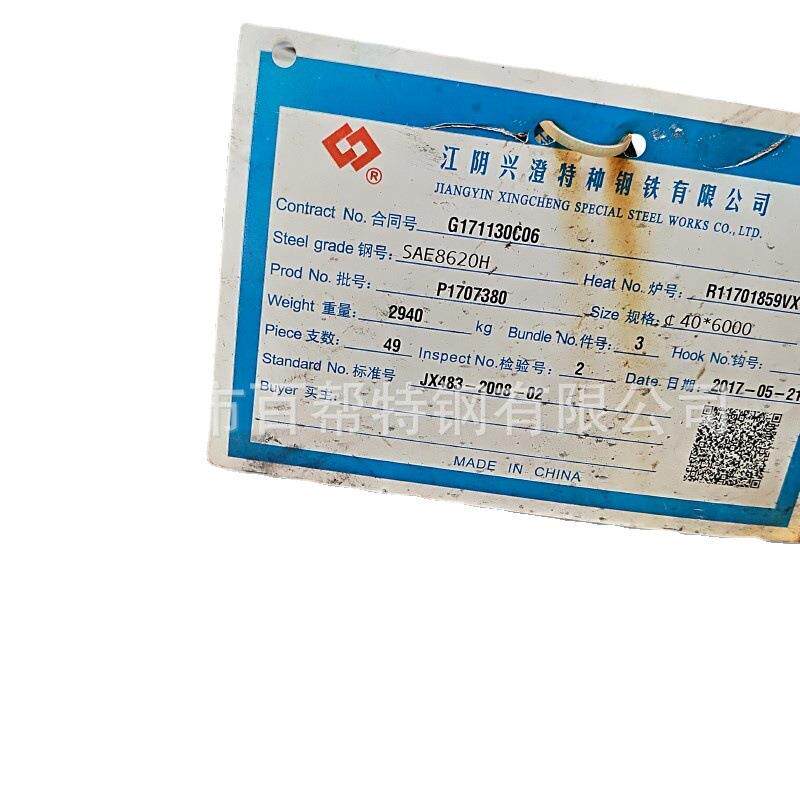 江阴兴澄特种钢铁有限公司
JIANGYIN XINGCHENG SPECIAL STEEL WORKS CO., LTD.
®
Contract No. 合同号 G171130C06
Steel grade 钢号: SAE8620H Heat No. 炉号: R11701859VX
Prod No. 批号: P1707380 Size 规格: ¢ 40*6000
Weight 重量: 2940 kg Bundle No.件号: 3 Hook No.钩号:
Piece 支数: 49 Inspect No.检验号: 2 Date 日期: 2017-05-21
Standard No. 标准号 JX483-2008-02
Buyer 买主:
市百帮特钢有限公司
MADE IN CHINA